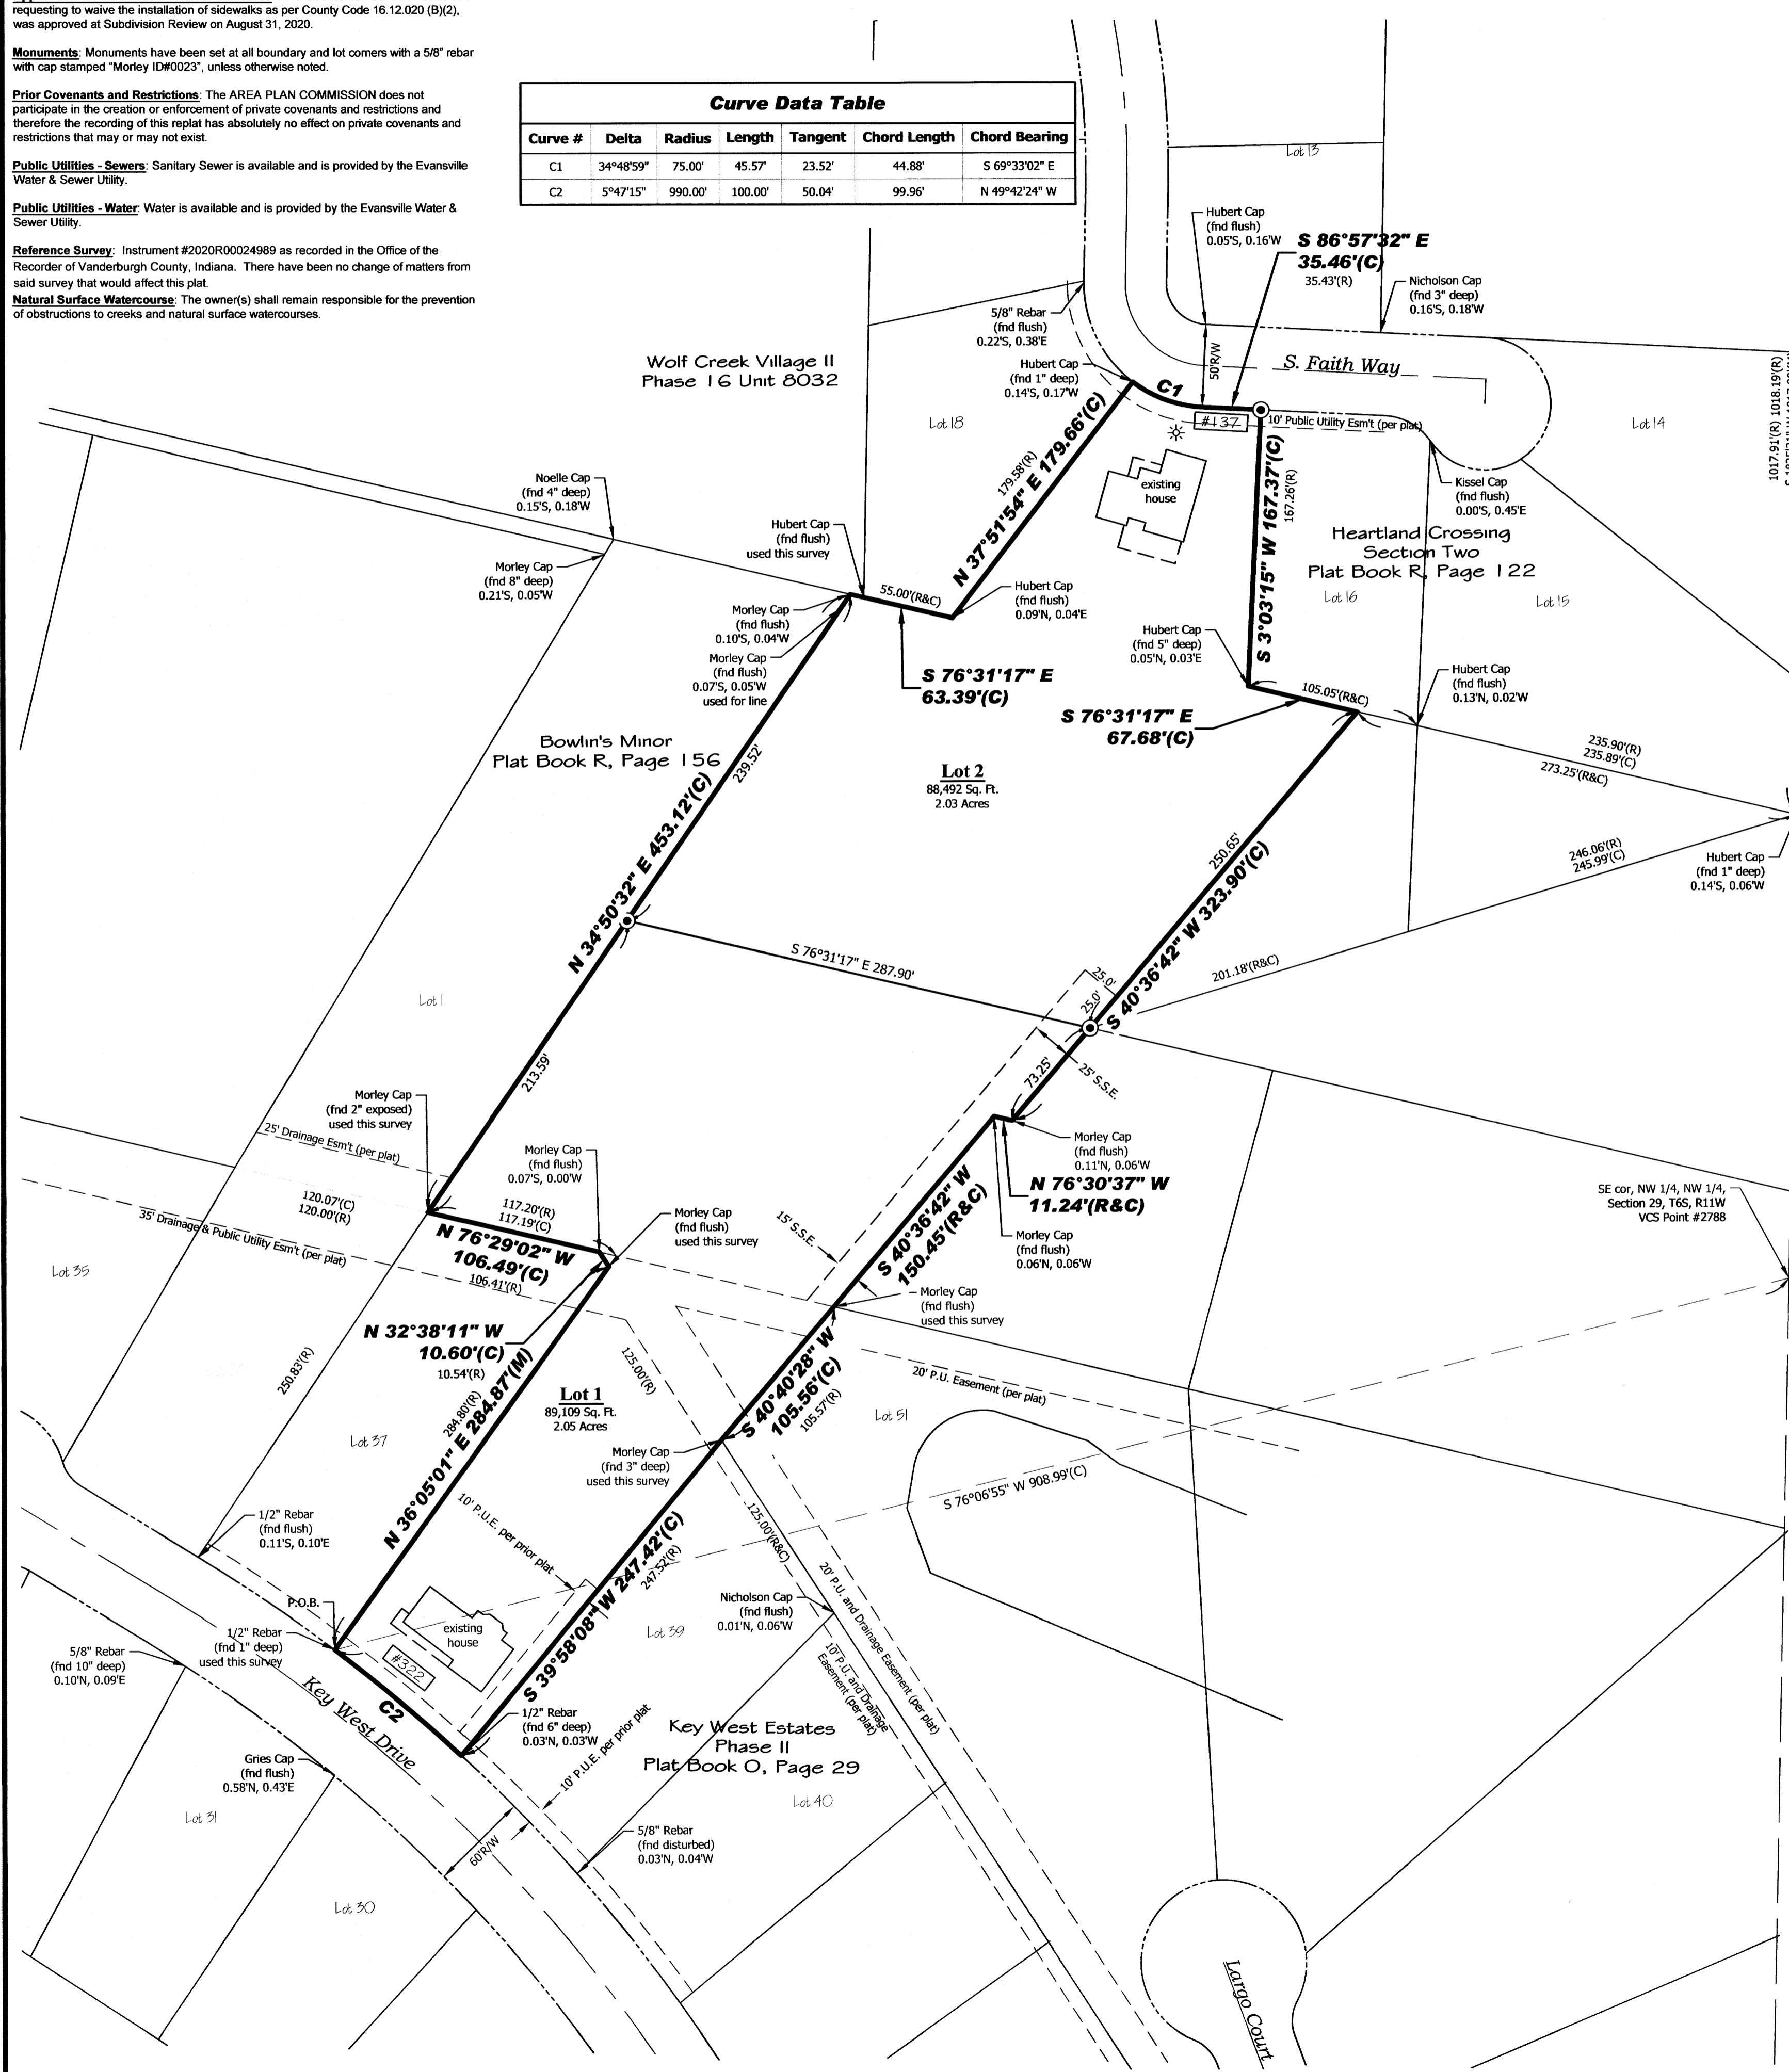 requesting to waive the installation of sidewalks as per County Code 16.12.020 (B)(2),
was approved at Subdivision Review on August 31, 2020.
Monuments: Monuments have been set at all boundary and lot corners with a 5/8" rebar
with cap stamped "Morley ID#0023", unless otherwise noted.
Prior Covenants and Restrictions: The AREA PLAN COMMISSION does not
participate in the creation or enforcement of private covenants and restrictions and
therefore the recording of this replat has absolutely no effect on private covenants and
restrictions that may or may not exist.
Public Utilities - Sewers: Sanitary Sewer is available and is provided by the Evansville
Water & Sewer Utility.
Public Utilities - Water: Water is available and is provided by the Evansville Water &
Sewer Utility.
Reference Survey: Instrument #2020R00024989 as recorded in the Office of the
Recorder of Vanderburgh County, Indiana. There have been no change of matters from
said survey that would affect this plat.
Natural Surface Watercourse: The owner(s) shall remain responsible for the prevention
of obstructions to creeks and natural surface watercourses.
Curve Data Table
Curve # Delta Radius Length Tangent Chord Length Chord Bearing
C1 34°48'59" 75.00' 45.57' 23.52' 44.88' S 69°33'02" E
C2 5°47'15" 990.00' 100.00' 50.04' 99.96' N 49°42'24" W
Lot 13
Hubert Cap
(fnd flush)
0.05'S, 0.16'W
S 86°57'32" E
35.46'(C)
35.43'(R)
Nicholson Cap
(fnd 3" deep)
0.16'S, 0.18'W
5/8" Rebar
(fnd flush)
0.22'S, 0.38'E
50'R/W
S. Faith Way
1017.91'(R) 1018.19'(R)
Wolf Creek Village II
Phase 16 Unit 8032
Hubert Cap
(fnd 1" deep)
0.14'S, 0.17'W
C1
#137
10' Public Utility Esm't (per plat)
Lot 18
Lot 14
179.58'(R)
N 37°51'54" E 179.66'(C)
existing
house
S 3°03'15" W 167.37'(C)
167.26'(R)
Kissel Cap
(fnd flush)
0.00'S, 0.45'E
Noelle Cap
(fnd 4" deep)
0.15'S, 0.18'W
Hubert Cap
(fnd flush)
used this survey
Heartland Crossing
Section Two
Plat Book R, Page 122
Lot 16
Lot 15
Morley Cap
(fnd 8" deep)
0.21'S, 0.05'W
55.00'(R&C)
Hubert Cap
(fnd flush)
0.09'N, 0.04'E
Morley Cap
(fnd flush)
0.10'S, 0.04'W
Morley Cap
(fnd flush)
0.07'S, 0.05'W
used for line
Hubert Cap
(fnd 5" deep)
0.05'N, 0.03'E
S 76°31'17" E
63.39'(C)
105.05'(R&C)
Hubert Cap
(fnd flush)
0.13'N, 0.02'W
S 76°31'17" E
67.68'(C)
Bowlin's Minor
Plat Book R, Page 156
235.90'(R)
235.89'(C)
273.25'(R&C)
Lot 2
88,492 Sq. Ft.
2.03 Acres
239.52'
N 34°50'32" E 453.12'(C)
250.65'
S 40°36'42" W 323.90'(C)
246.06'(R)
245.99'(C)
Hubert Cap
(fnd 1" deep)
0.14'S, 0.06'W
S 76°31'17" E 287.90'
25.0'
25.0'
201.18'(R&C)
Lot 1
213.59'
73.25'
25' S.S.E.
Morley Cap
(fnd 2" exposed)
used this survey
25' Drainage Esm't (per plat)
Morley Cap
(fnd flush)
0.07'S, 0.00'W
Morley Cap
(fnd flush)
0.11'N, 0.06'W
N 76°30'37" W
11.24'(R&C)
SE cor, NW 1/4, NW 1/4,
Section 29, T6S, R11W
VCS Point #2788
120.07'(C)
120.00'(R)
35' Drainage & Public Utility Esm't (per plat)
117.20'(R)
117.19'(C)
N 76°29'02" W
106.49'(C)
106.41'(R)
Morley Cap
(fnd flush)
used this survey
15' S.S.E.
S 40°36'42" W
150.45'(R&C)
Morley Cap
(fnd flush)
0.06'N, 0.06'W
Lot 35
Morley Cap
(fnd flush)
used this survey
N 32°38'11" W
10.60'(C)
10.54'(R)
250.83'(R)
284.80'(R)
N 36°05'01" E 284.87'(M)
125.00'(R)
Lot 1
89,109 Sq. Ft.
2.05 Acres
S 40°40'28" W
105.56'(C)
105.57'(R)
20' P.U. Easement (per plat)
Lot 51
Lot 37
Morley Cap
(fnd 3" deep)
used this survey
S 76°06'55" W 908.99'(C)
1/2" Rebar
(fnd flush)
0.11'S, 0.10'E
10' P.U.E. per prior plat
125.00'(R&C)
S 39°58'08" W 247.42'(C)
247.52'(R)
20' P.U. and Drainage Easement (per plat)
P.O.B.
Nicholson Cap
(fnd flush)
0.01'N, 0.06'W
existing
house
1/2" Rebar
(fnd 1" deep)
used this survey
#322
Lot 39
10' P.U. and Drainage
Easement (per plat)
5/8" Rebar
(fnd 10" deep)
0.10'N, 0.09'E
Key West Drive
C2
1/2" Rebar
(fnd 6" deep)
0.03'N, 0.03'W
10' P.U.E. per prior plat
Key West Estates
Phase II
Plat Book O, Page 29
Gries Cap
(fnd flush)
0.58'N, 0.43'E
Lot 31
Lot 40
60'R/W
5/8" Rebar
(fnd disturbed)
0.03'N, 0.04'W
Lot 30
Largo Court